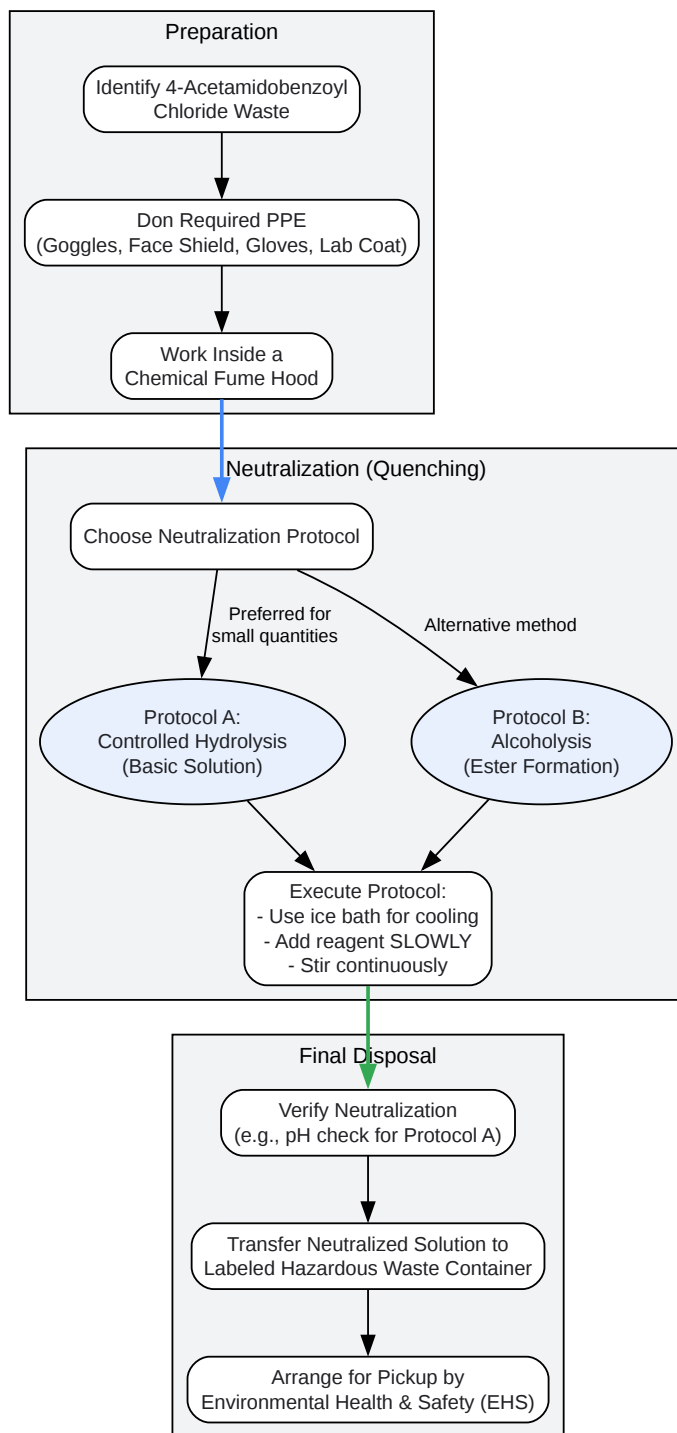 Preparation
Identify 4-Acetamidobenzoyl
Chloride Waste
Don Required PPE
(Goggles, Face Shield, Gloves, Lab Coat)
Work Inside a
Chemical Fume Hood
Neutralization (Quenching)
Choose Neutralization Protocol
Preferred for
small quantities
Alternative method
Protocol A:
Controlled Hydrolysis
(Basic Solution)
Protocol B:
Alcoholysis
(Ester Formation)
Execute Protocol:
- Use ice bath for cooling
- Add reagent SLOWLY
- Stir continuously
Final Disposal
Verify Neutralization
(e.g., pH check for Protocol A)
Transfer Neutralized Solution to
Labeled Hazardous Waste Container
Arrange for Pickup by
Environmental Health & Safety (EHS)